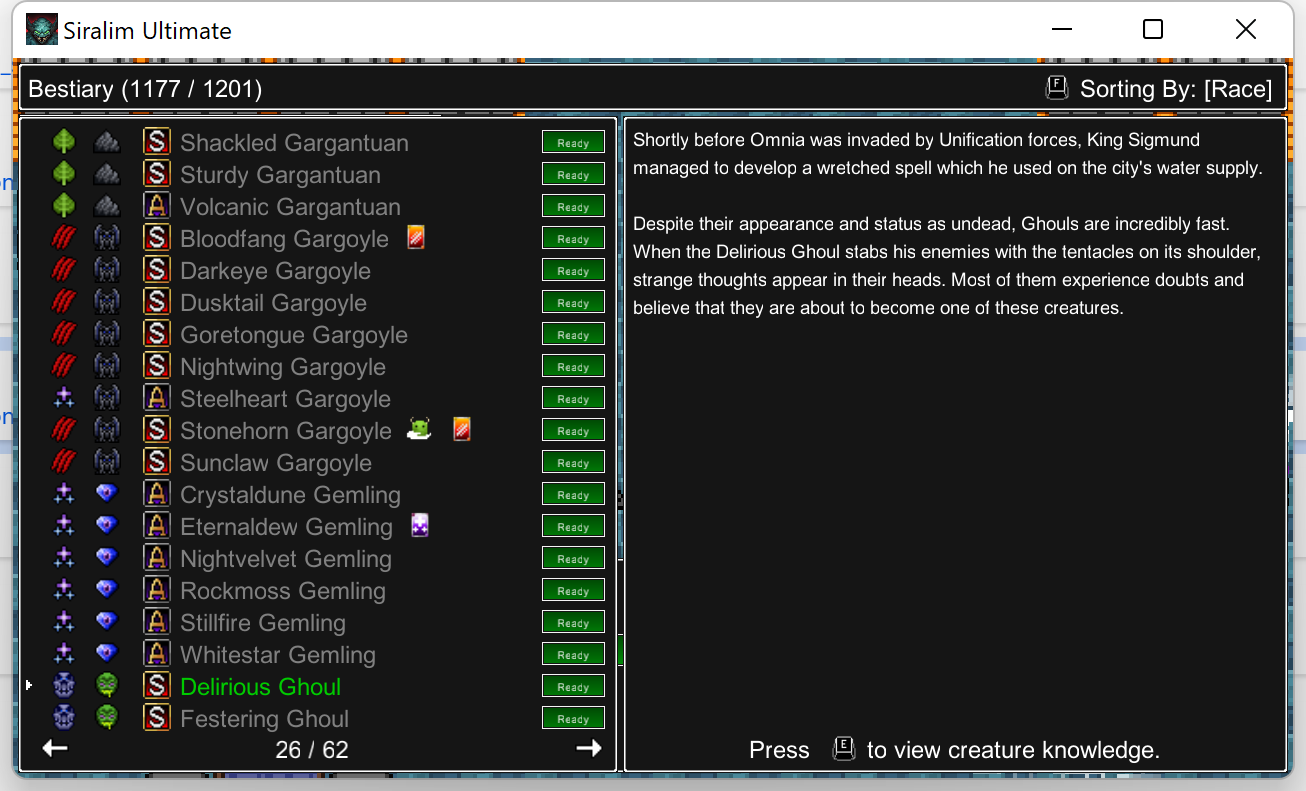 Siralim Ultimate
Bestiary (1177 / 1201)
F Sorting By: [Race]
S Shackled Gargantuan Ready
S Sturdy Gargantuan Ready
A Volcanic Gargantuan Ready
S Bloodfang Gargoyle Ready
S Darkeye Gargoyle Ready
S Dusktail Gargoyle Ready
S Goretongue Gargoyle Ready
S Nightwing Gargoyle Ready
A Steelheart Gargoyle Ready
S Stonehorn Gargoyle Ready
S Sunclaw Gargoyle Ready
A Crystaldune Gemling Ready
A Eternaldew Gemling Ready
A Nightvelvet Gemling Ready
A Rockmoss Gemling Ready
A Stillfire Gemling Ready
A Whitestar Gemling Ready
S Delirious Ghoul Ready
S Festering Ghoul Ready
26 / 62
Shortly before Omnia was invaded by Unification forces, King Sigmund
managed to develop a wretched spell which he used on the city's water supply.
Despite their appearance and status as undead, Ghouls are incredibly fast.
When the Delirious Ghoul stabs his enemies with the tentacles on its shoulder,
strange thoughts appear in their heads. Most of them experience doubts and
believe that they are about to become one of these creatures.
Press E to view creature knowledge.